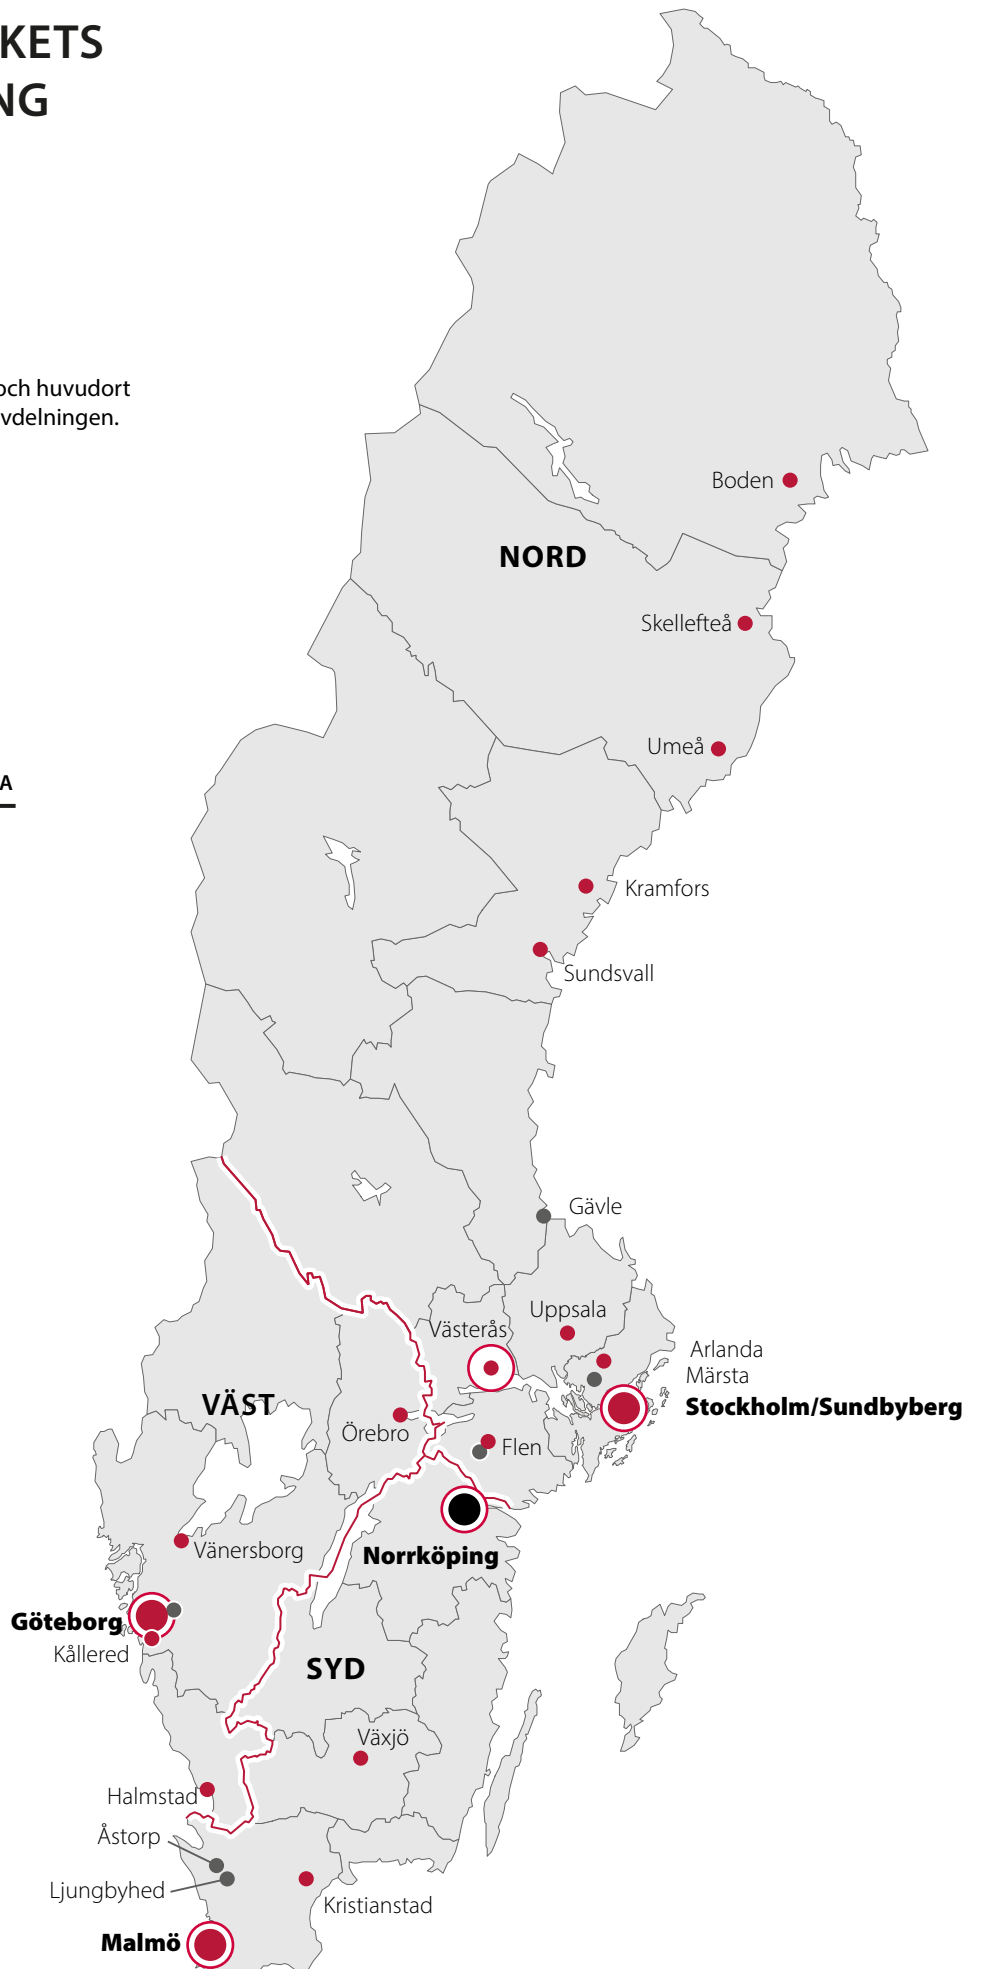 KETS
NG
och huvudort
vdelningen.
Boden
NORD
Skellefteå
Umeå
A
Kramfors
Sundsvall
Gävle
Uppsala
Västerås
Arlanda
Märsta
VÄST
Stockholm/Sundbyberg
Örebro
Flen
Vänersborg
Norrköping
Göteborg
Kållered
SYD
Växjö
Halmstad
Åstorp
Ljungbyhed
Kristianstad
Malmö